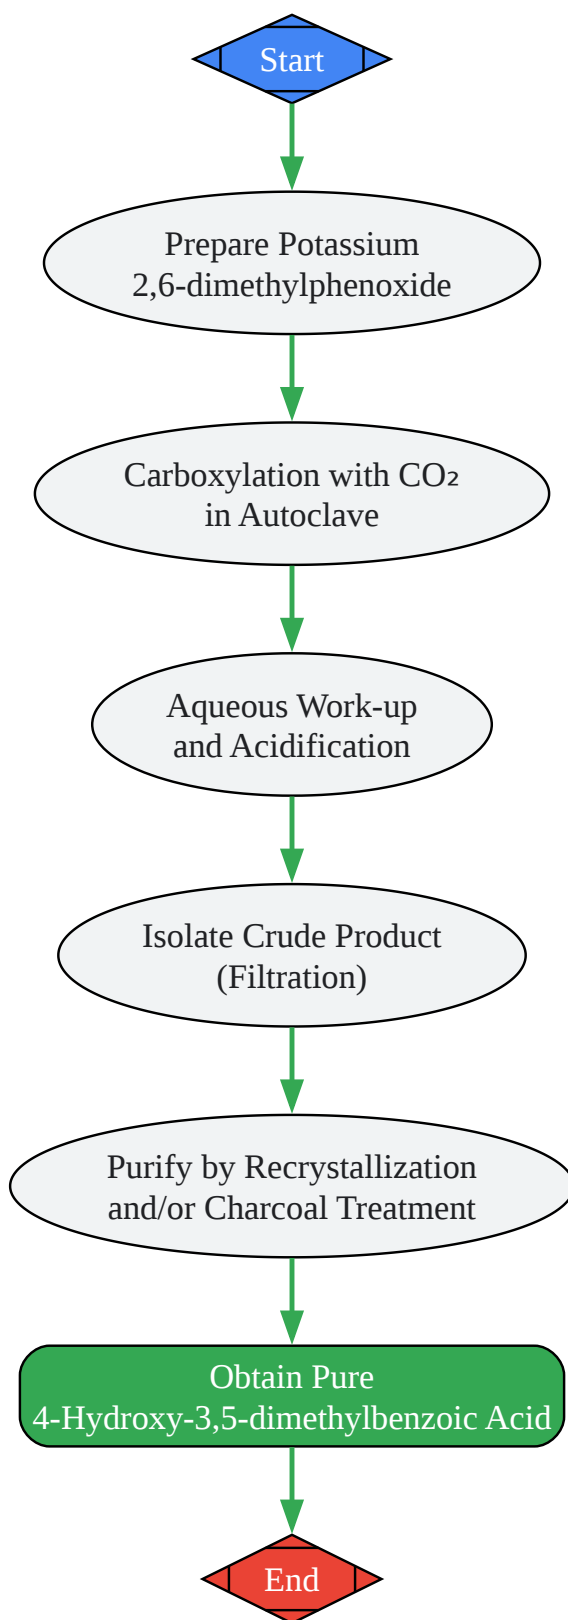 Start
Prepare Potassium
2,6-dimethylphenoxide
Carboxylation with CO₂
in Autoclave
Aqueous Work-up
and Acidification
Isolate Crude Product
(Filtration)
Purify by Recrystallization
and/or Charcoal Treatment
Obtain Pure
4-Hydroxy-3,5-dimethylbenzoic Acid
End